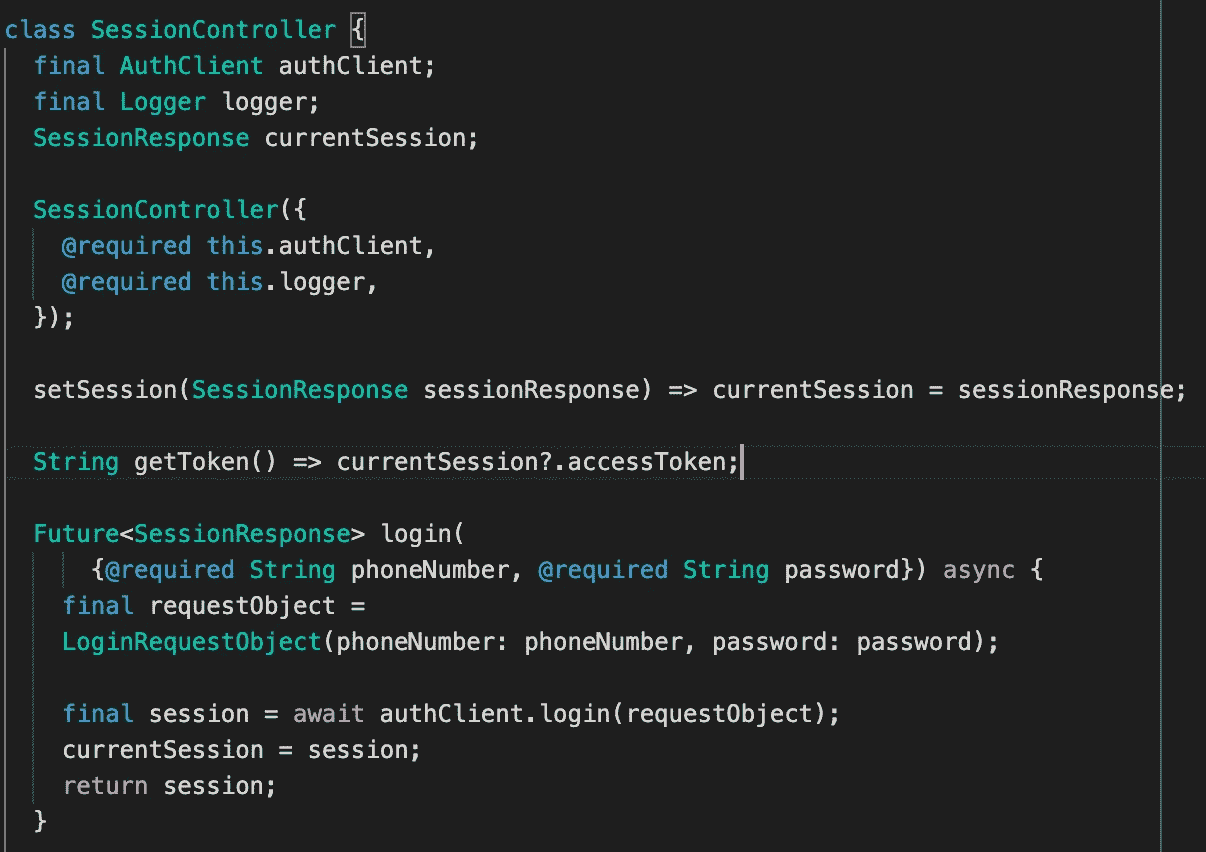 class SessionController {
final AuthClient authClient;
final Logger logger;
SessionResponse currentSession;
SessionController({
@required this.authClient,
@required this.logger,
});
setSession(SessionResponse sessionResponse) => currentSession = sessionResponse;
String getToken() => currentSession?.accessToken;
Future<SessionResponse> login(
{@required String phoneNumber, @required String password}) async {
final requestObject =
LoginRequestObject(phoneNumber: phoneNumber, password: password);
final session = await authClient.login(requestObject);
currentSession = session;
return session;
}